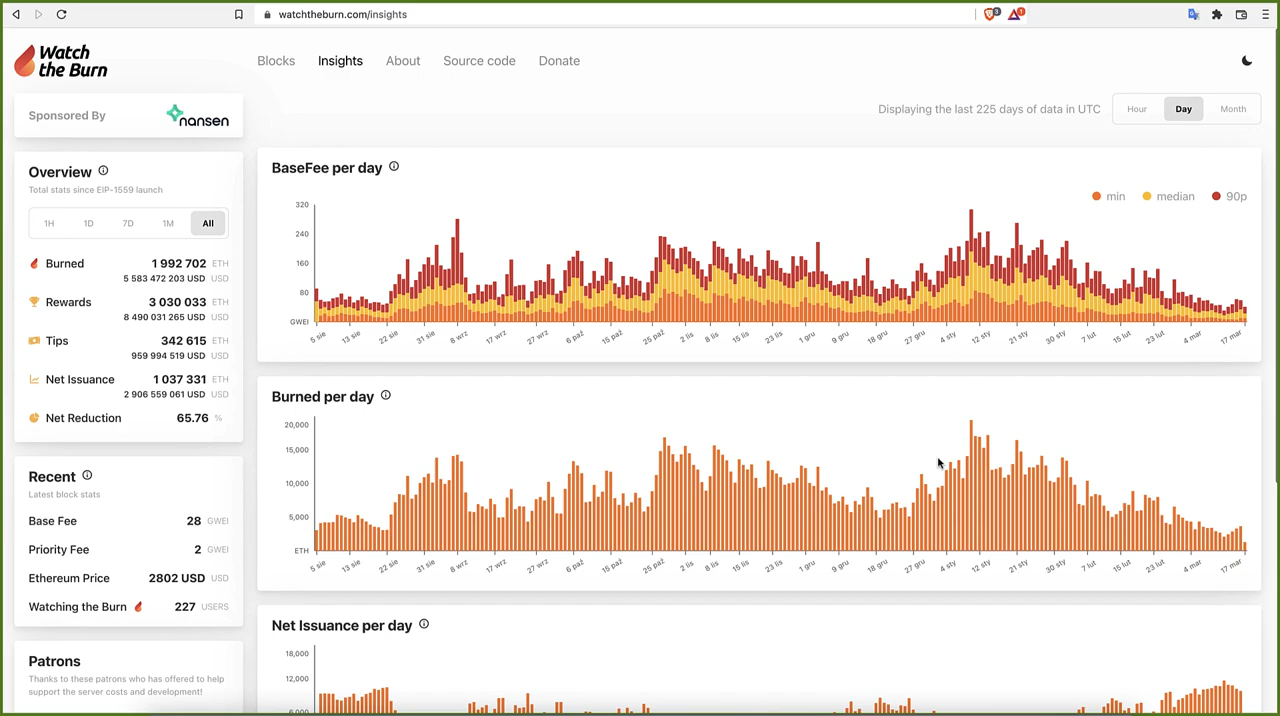 watchtheburn.com/insights
3
1
Watch
the Burn
Blocks
Insights
About
Source code
Donate
Sponsored By
nansen
Displaying the last 225 days of data in UTC
Hour
Day
Month
Overview
Total stats since EIP-1559 launch
1H
1D
7D
1M
All
Burned
1 992 702 ETH
5 583 472 203 USD USD
Rewards
3 030 033 ETH
8 490 031 265 USD USD
Tips
342 615 ETH
959 994 519 USD USD
Net Issuance
1 037 331 ETH
2 906 559 061 USD USD
Net Reduction
65.76 %
Recent
Latest block stats
Base Fee
28 GWEI
Priority Fee
2 GWEI
Ethereum Price
2802 USD USD
Watching the Burn
227 USERS
Patrons
Thanks to these patrons who has offered to help
support the server costs and development!
BaseFee per day
min
median
90p
320
240
160
80
GWEI
5 sie
13 sie
22 sie
31 sie
8 wrz
17 wrz
27 wrz
6 paź
15 paź
25 paź
2 lis
8 lis
15 lis
23 lis
1 gru
9 gru
18 gru
27 gru
4 sty
12 sty
21 sty
30 sty
7 lut
15 lut
23 lut
4 mar
17 mar
Burned per day
20,000
15,000
10,000
5,000
ETH
5 sie
13 sie
22 sie
31 sie
8 wrz
17 wrz
27 wrz
6 paź
15 paź
25 paź
2 lis
8 lis
15 lis
23 lis
1 gru
9 gru
18 gru
27 gru
4 sty
12 sty
21 sty
30 sty
7 lut
15 lut
23 lut
4 mar
17 mar
Net Issuance per day
18,000
12,000
6,000